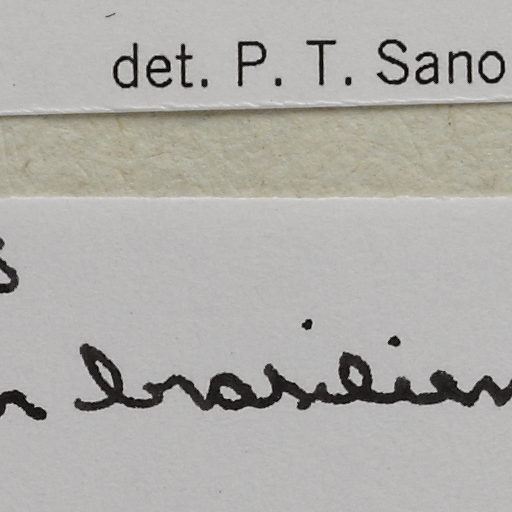 det. P. T. Sano
brasilien